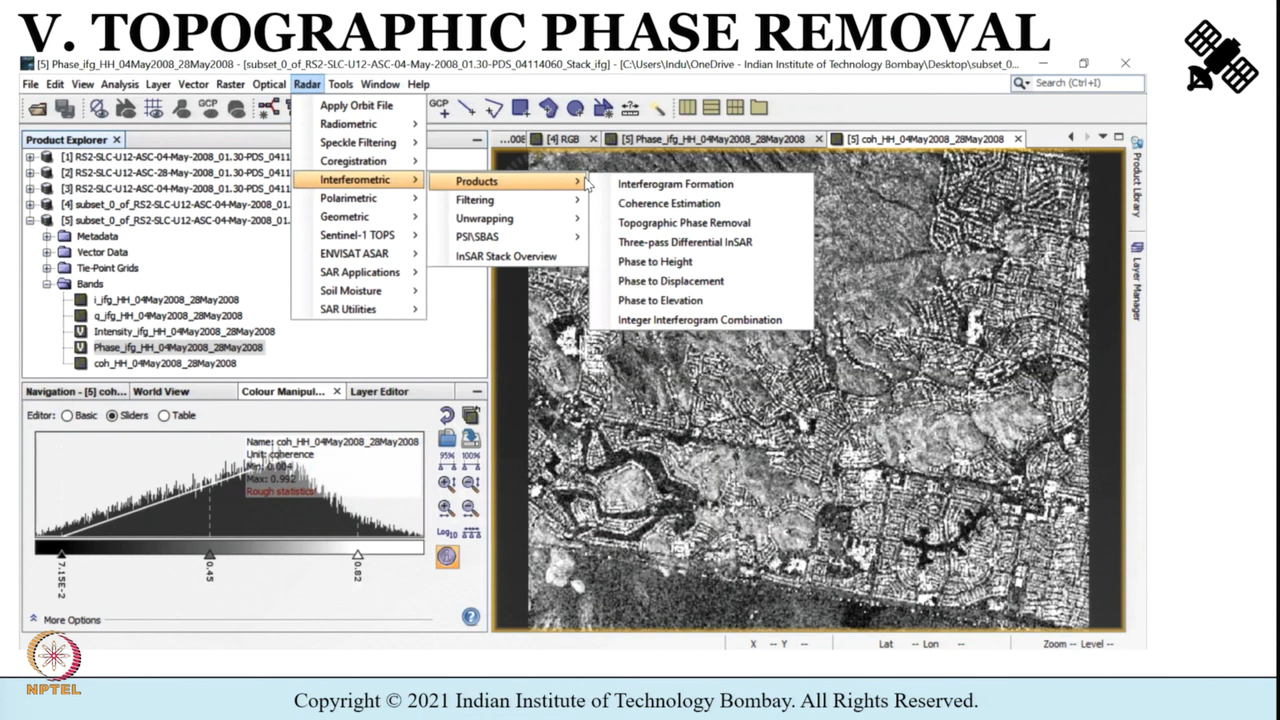 V. TOPOGRAPHIC PHASE REMOVAL
[5] Phase_ifg_HH_04May2008_28May2008 - [subset_0_of_RS2-SLC-U12-ASC-04-May-2008_01.30-PDS_04114060_Stack_ifg] - [C:\Users\Indu\OneDrive - Indian Institute of Technology Bombay\Desktop\subset_0...
File Edit View Analysis Layer Vector Raster Optical Radar Tools Window Help
Search (Ctrl+I)
GCP
GCP
Apply Orbit File
Radiometric
Speckle Filtering
Coregistration
Interferometric
Polarimetric
Geometric
Sentinel-1 TOPS
ENVISAT ASAR
SAR Applications
Soil Moisture
SAR Utilities
Products
Filtering
Unwrapping
PSI\SBAS
InSAR Stack Overview
Interferogram Formation
Coherence Estimation
Topographic Phase Removal
Three-pass Differential InSAR
Phase to Height
Phase to Displacement
Phase to Elevation
Integer Interferogram Combination
Product Explorer
...008 [4] RGB [5] Phase_ifg_HH_04May2008_28May2008 [5] coh_HH_04May2008_28May2008
[1] RS2-SLC-U12-ASC-04-May-2008_01.30-PDS_0411
[2] RS2-SLC-U12-ASC-28-May-2008_01.30-PDS_0411
[3] RS2-SLC-U12-ASC-04-May-2008_01.30-PDS_0411
[4] subset_0_of_RS2-SLC-U12-ASC-04-May-2008_01.
[5] subset_0_of_RS2-SLC-U12-ASC-04-May-2008_01.
Metadata
Vector Data
Tie-Point Grids
Bands
i_ifg_HH_04May2008_28May2008
q_ifg_HH_04May2008_28May2008
Intensity_ifg_HH_04May2008_28May2008
Phase_ifg_HH_04May2008_28May2008
coh_HH_04May2008_28May2008
Product Library
Layer Manager
Navigation - [5] coh... World View Colour Manipul... Layer Editor
Editor: Basic Sliders Table
Name: coh_HH_04May2008_28May2008
Unit: coherence
Min: 0.004
Max: 0.992
Rough statistics!
95% 100%
Log10
7.15E-2
0.45
0.82
More Options
X -- Y -- Lat -- Lon -- Zoom -- Level --
NPTEL
Copyright © 2021 Indian Institute of Technology Bombay. All Rights Reserved.